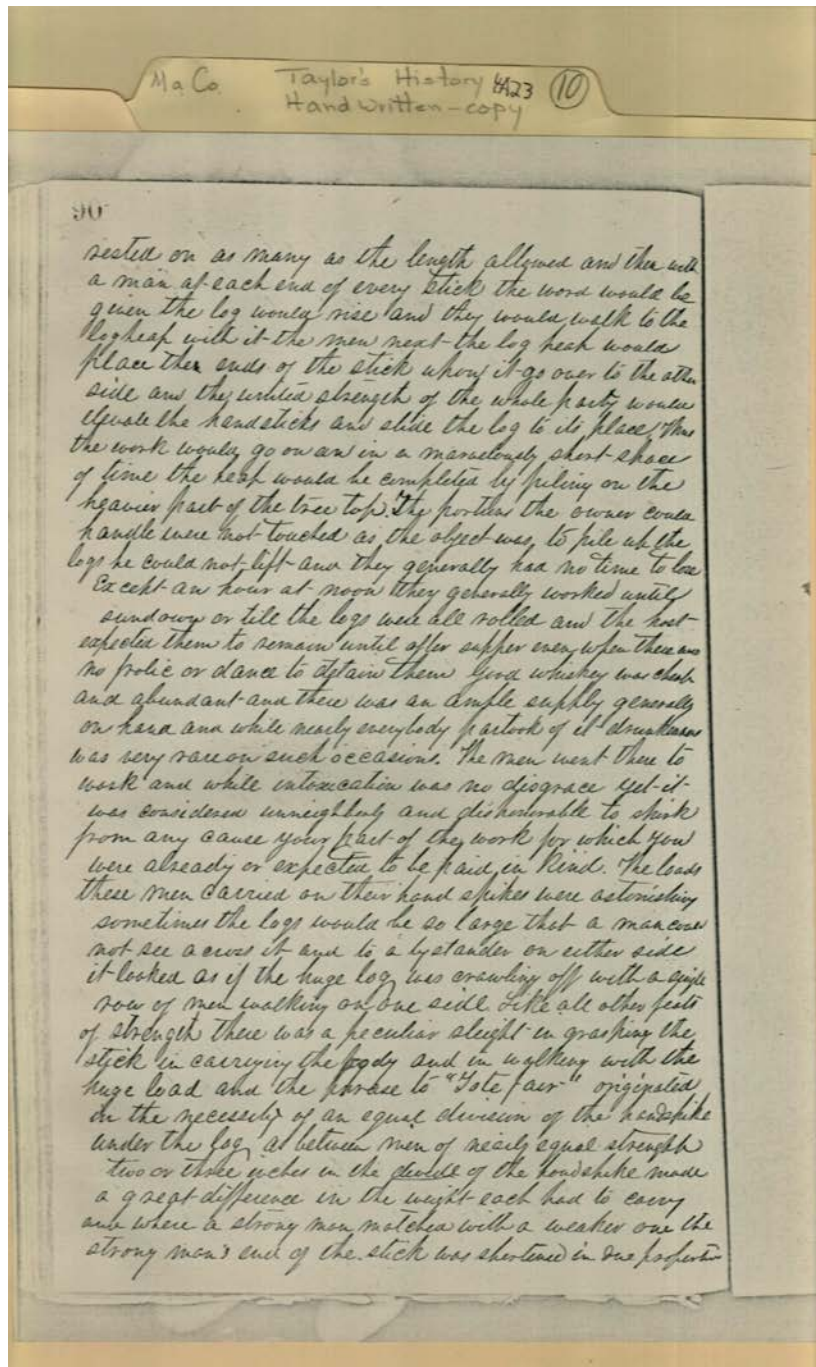 Ma Co. Taylor's History 4A23 10
Hand written - copy
90
rested on as many as the length allowed and then with
a man at each end of every stick the word would be
given the log would rise and they would walk to the
logheap with it the men next the log heap would
place the ends of the stick upon it go over to the other
side and the united strength of the whole party would
elevate the handsticks and slide the log to its place, Thus
the work would go on an in a marvelously short space
of time the heap would be completed by piling on the
heavier part of the tree top. The portions the owner could
handle were not touched as the object was, to pile up the
logs he could not lift and they generally had no time to lose
Except an hour at noon they generally worked until
sundown or till the logs were all rolled and the host
expected them to remain until after supper even when there was
no frolic or dance to detain them Good whiskey was cheap
and abundant and there was an ample supply generally
on hand and while nearly everybody partook of it drunkenness
was very rare on such occasions. The men went there to
work and while intoxication was no disgrace yet it
was considered unneighborly and dishonorable to shirk
from any cause your part of the work for which you
were already or expected to be paid in Kind. The loads
these men carried on their hand spikes were astonishing
sometimes the logs would be so large that a man could
not see across it and to a bystander on either side
it looked as if the huge log was crawling off with a single
row of men walking on one side. Like all other feats
of strength there was a peculiar sleight in grasping the
stick in carrying the body and in walking with the
huge load and the phrase to "Tote fair" originated
in the necessity of an equal division of the handspike
under the log, as between men of nearly equal strength
two or three inches in the divide of the handspike made
a great difference in the weight each had to carry
and where a strong man matched with a weaker one the
strong man's end of the stick was shortened in due proportion